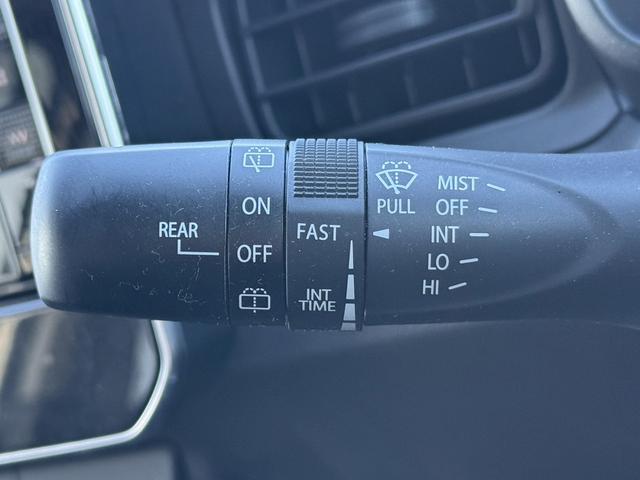 REAR
ON
OFF
FAST
INT
TIME
PULL
MIST
OFF
INT
LO
HI